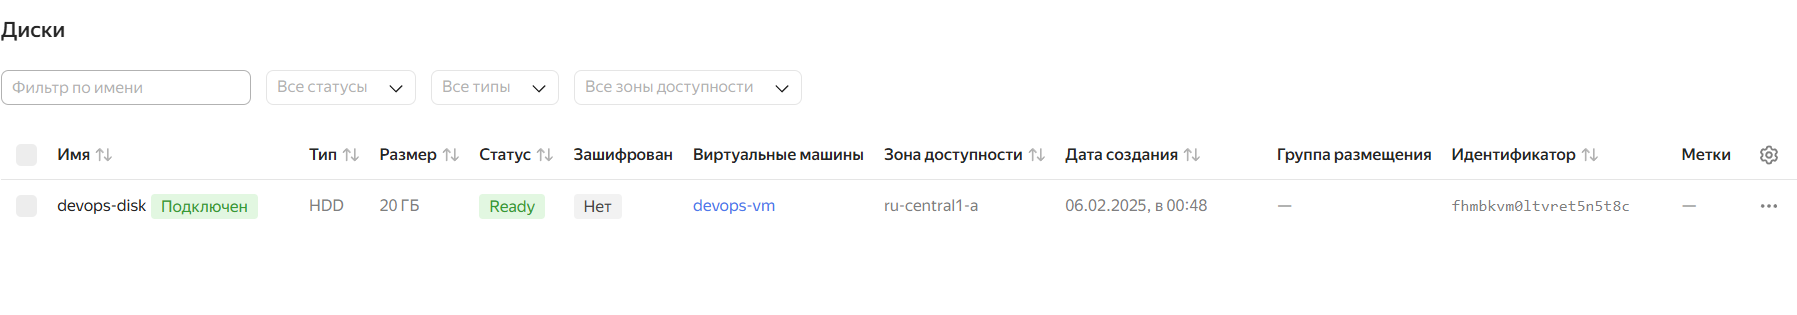 Диски
Фильтр по имени Все статусы Все типы Все зоны доступности
Имя Тип Размер Статус Зашифрован Виртуальные машины Зона доступности Дата создания Группа размещения Идентификатор Метки
devops-disk Подключен HDD 20 ГБ Ready Нет devops-vm ru-central1-a 06.02.2025, в 00:48 — fhmbkvm0ltvret5n5t8c —